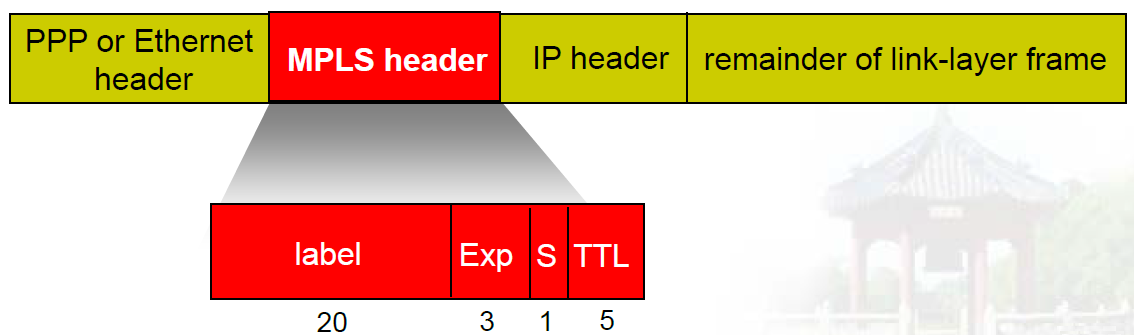 PPP or Ethernet
header
MPLS header
IP header
remainder of link-layer frame
label
Exp
S
TTL
20
3
1
5